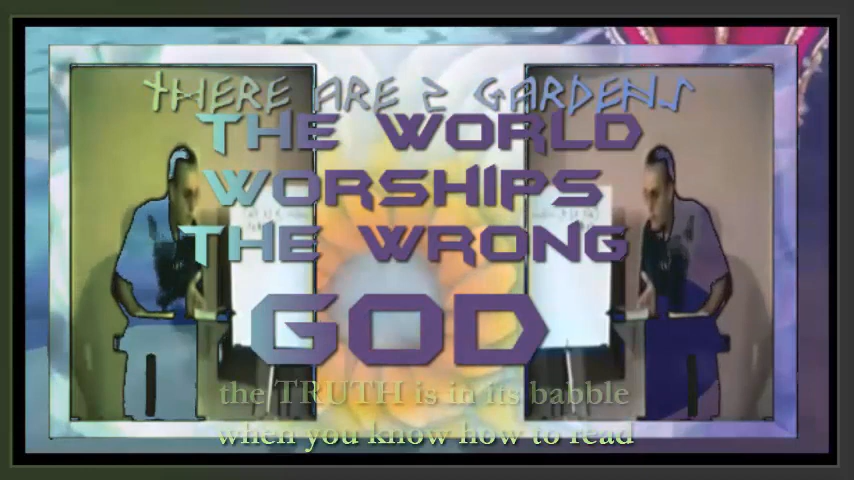 THERE ARE 2 GARDENS
THE WORLD
WORSHIPS
THE WRONG
GOD
the TRUTH is in its babble
when you know how to read